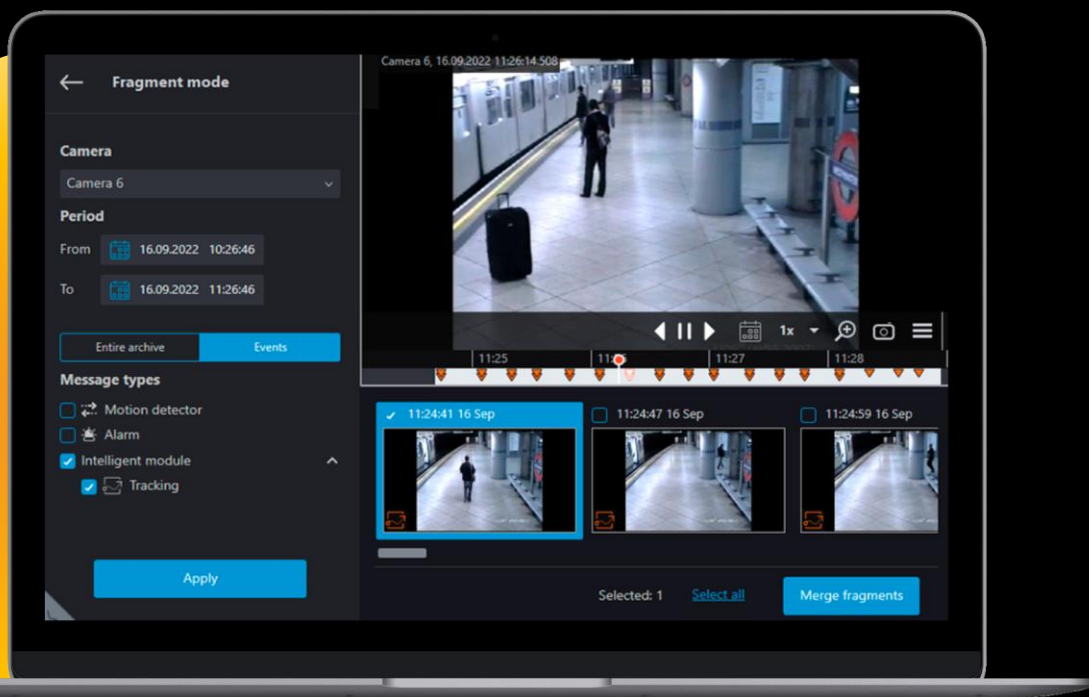 Fragment mode
Camera
Camera 6
Period
From 16.09.2022 10:26:46
To 16.09.2022 11:26:46
Entire archive Events
Message types
Motion detector
Alarm
Intelligent module
Tracking
Apply
Camera 6, 16.09.2022 11:26:14.508
1x
11:25 11:27 11:28
11:24:41 16 Sep 11:24:47 16 Sep 11:24:59 16 Sep
Selected: 1 Select all Merge fragments